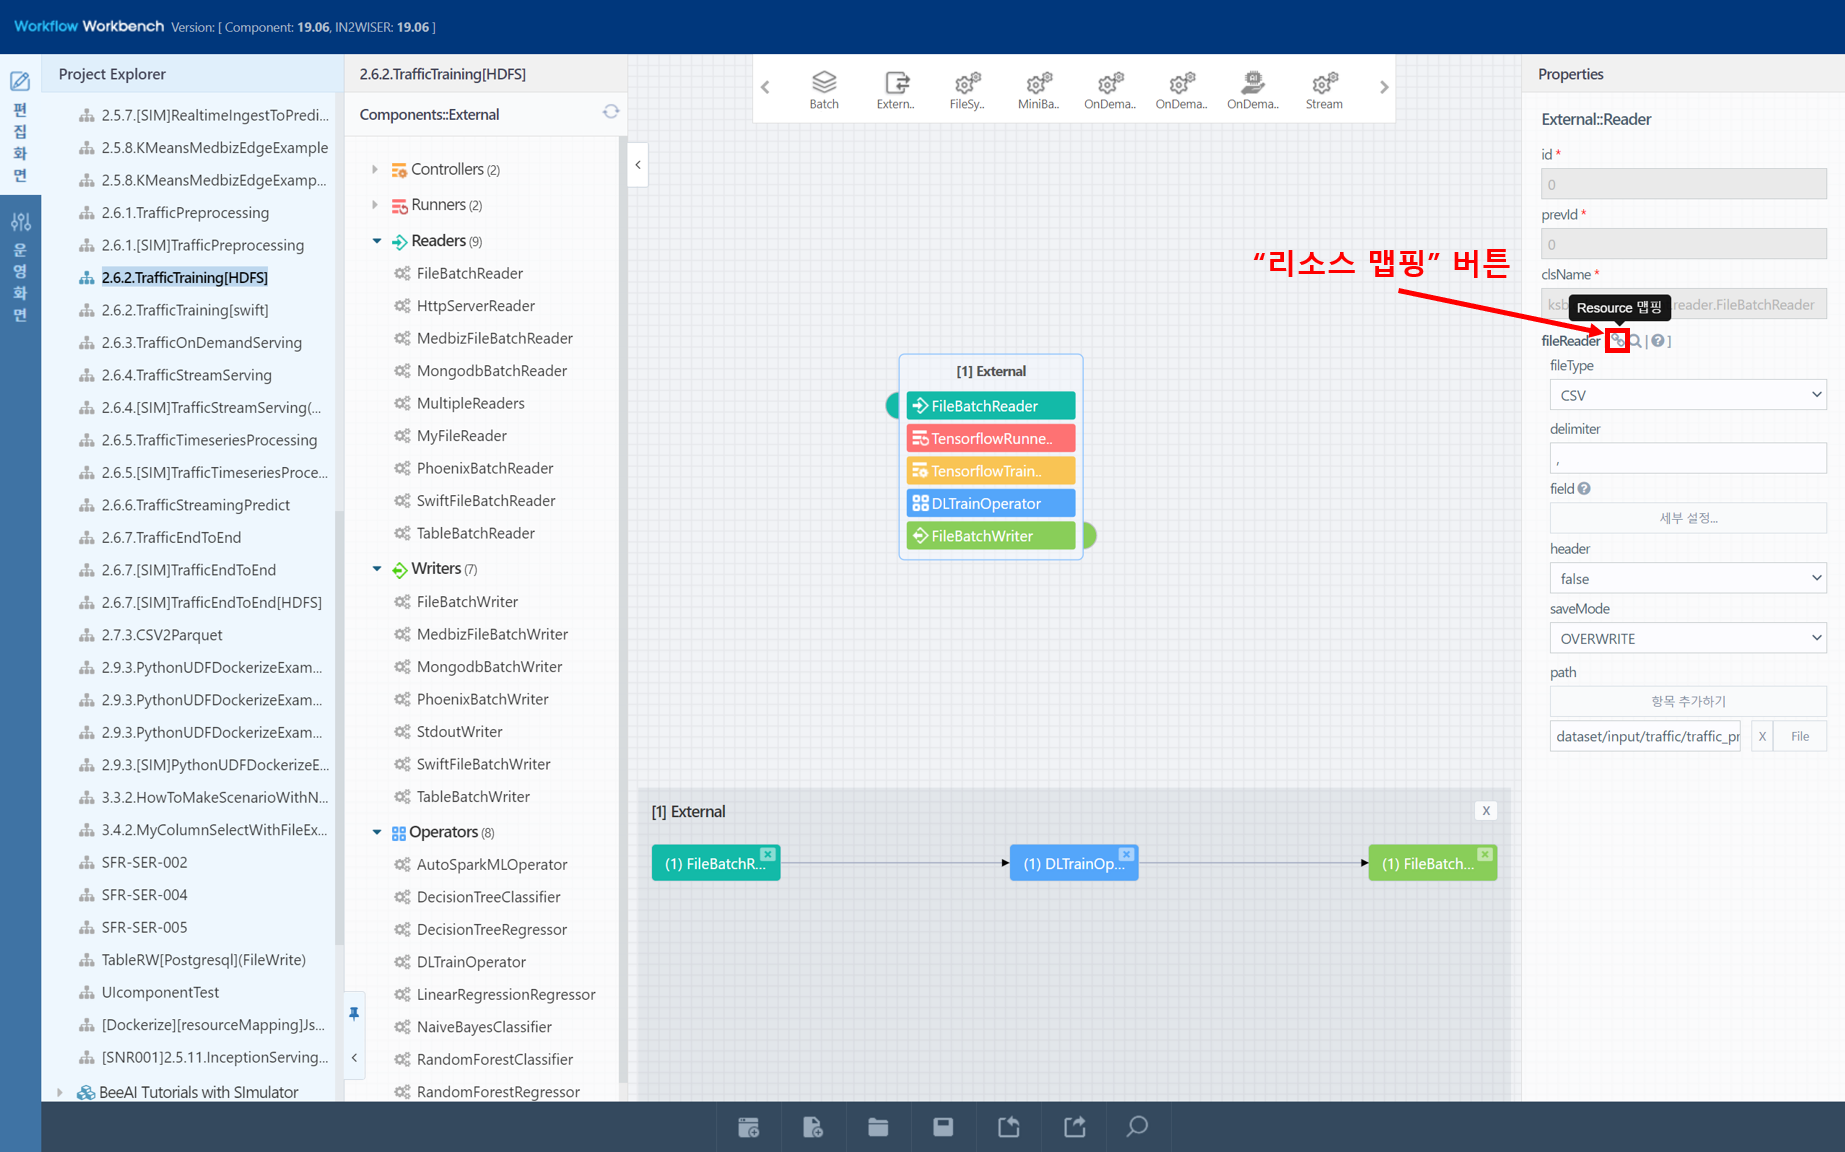 Workflow Workbench Version: [ Component: 19.06, IN2WISER: 19.06 ]
편집화면
운영화면
Project Explorer
2.5.7.[SIM]RealtimeIngestToPredi...
2.5.8.KMeansMedbizEdgeExample
2.5.8.KMeansMedbizEdgeExamp...
2.6.1.TrafficPreprocessing
2.6.1.[SIM]TrafficPreprocessing
2.6.2.TrafficTraining[HDFS]
2.6.2.TrafficTraining[swift]
2.6.3.TrafficOnDemandServing
2.6.4.TrafficStreamServing
2.6.4.[SIM]TrafficStreamServing(...
2.6.5.TrafficTimeseriesProcessing
2.6.5.[SIM]TrafficTimeseriesProce...
2.6.6.TrafficStreamingPredict
2.6.7.TrafficEndToEnd
2.6.7.[SIM]TrafficEndToEnd
2.6.7.[SIM]TrafficEndToEnd[HDFS]
2.7.3.CSV2Parquet
2.9.3.PythonUDFDockerizeExam...
2.9.3.PythonUDFDockerizeExam...
2.9.3.PythonUDFDockerizeExam...
2.9.3.[SIM]PythonUDFDockerizeE...
3.3.2.HowToMakeScenarioWithN...
3.4.2.MyColumnSelectWithFileEx...
SFR-SER-002
SFR-SER-004
SFR-SER-005
TableRW[Postgresql](FileWrite)
UIcomponentTest
[Dockerize][resourceMapping]Js...
[SNR001]2.5.11.InceptionServing...
BeeAI Tutorials with SImulator
2.6.2.TrafficTraining[HDFS]
Components::External
Controllers (2)
Runners (2)
Readers (9)
FileBatchReader
HttpServerReader
MedbizFileBatchReader
MongodbBatchReader
MultipleReaders
MyFileReader
PhoenixBatchReader
SwiftFileBatchReader
TableBatchReader
Writers (7)
FileBatchWriter
MedbizFileBatchWriter
MongodbBatchWriter
PhoenixBatchWriter
StdoutWriter
SwiftFileBatchWriter
TableBatchWriter
Operators (8)
AutoSparkMLOperator
DecisionTreeClassifier
DecisionTreeRegressor
DLTrainOperator
LinearRegressionRegressor
NaiveBayesClassifier
RandomForestClassifier
RandomForestRegressor
Batch
Extern..
FileSy..
MiniBa..
OnDema..
OnDema..
OnDema..
Stream
“리소스 맵핑” 버튼
[1] External
FileBatchReader
TensorflowRunne..
TensorflowTrain..
DLTrainOperator
FileBatchWriter
[1] External
X
(1) FileBatchR...
(1) DLTrainOp...
(1) FileBatch...
Properties
External::Reader
id *
0
prevId *
0
clsName *
ksb reader.FileBatchReader
Resource 맵핑
fileReader | ]
fileType
CSV
delimiter
,
field
세부 설정...
header
false
saveMode
OVERWRITE
path
항목 추가하기
dataset/input/traffic/traffic_pr X File